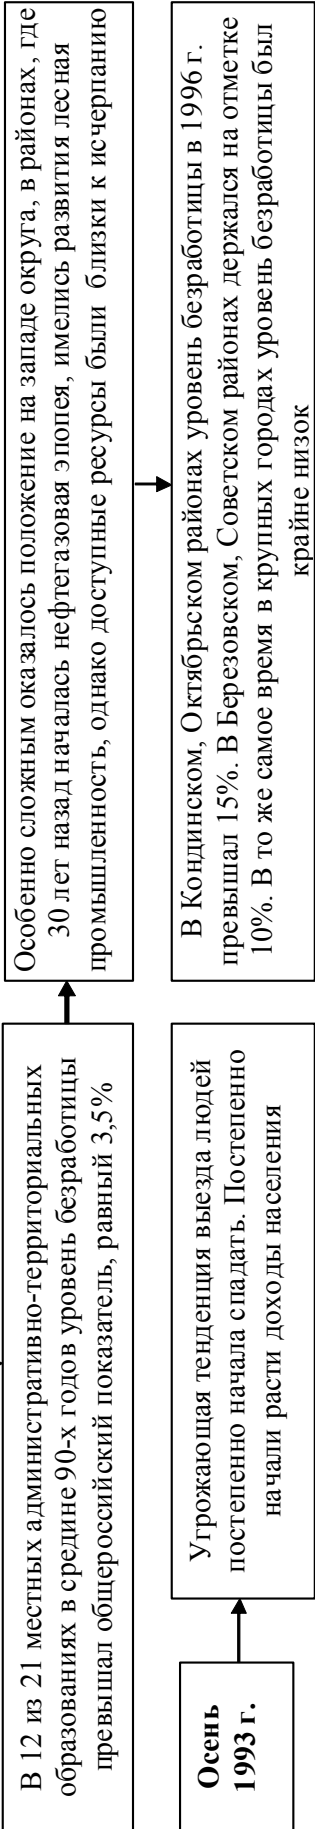 В 12 из 21 местных административно-территориальных
образованиях в средине 90-х годов уровень безработицы
превышал общероссийский показатель, равный 3,5%
Особенно сложным оказалось положение на западе округа, в районах, где
30 лет назад началась нефтегазовая эпопея, имелись развития лесная
промышленность, однако доступные ресурсы были близки к исчерпанию
В Кондинском, Октябрьском районах уровень безработицы в 1996 г.
превышал 15%. В Березовском, Советском районах держался на отметке
10%. В то же самое время в крупных городах уровень безработицы был
крайне низок
Осень
1993 г.
Угрожающая тенденция выезда людей
постепенно начала спадать. Постепенно
начали расти доходы населения